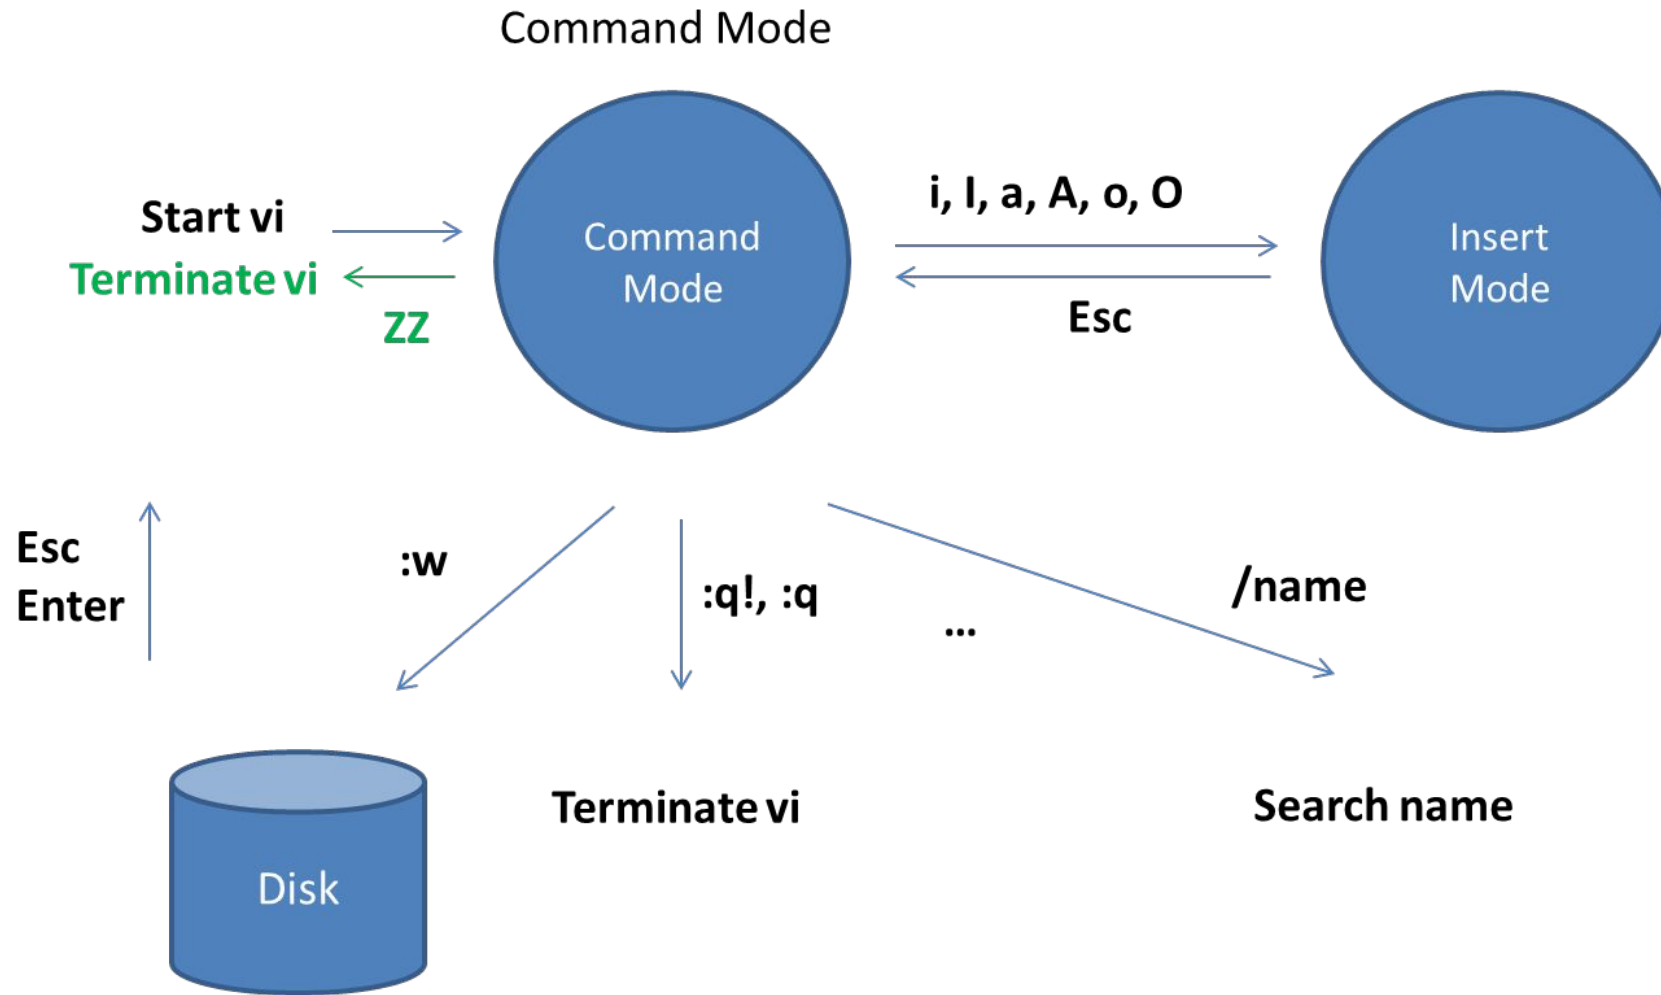 Command Mode
Start vi
Terminate vi
ZZ
Command
Mode
i, I, a, A, o, O
Esc
Insert
Mode
Esc
Enter
:w
:q!, :q
...
/name
Disk
Terminate vi
Search name